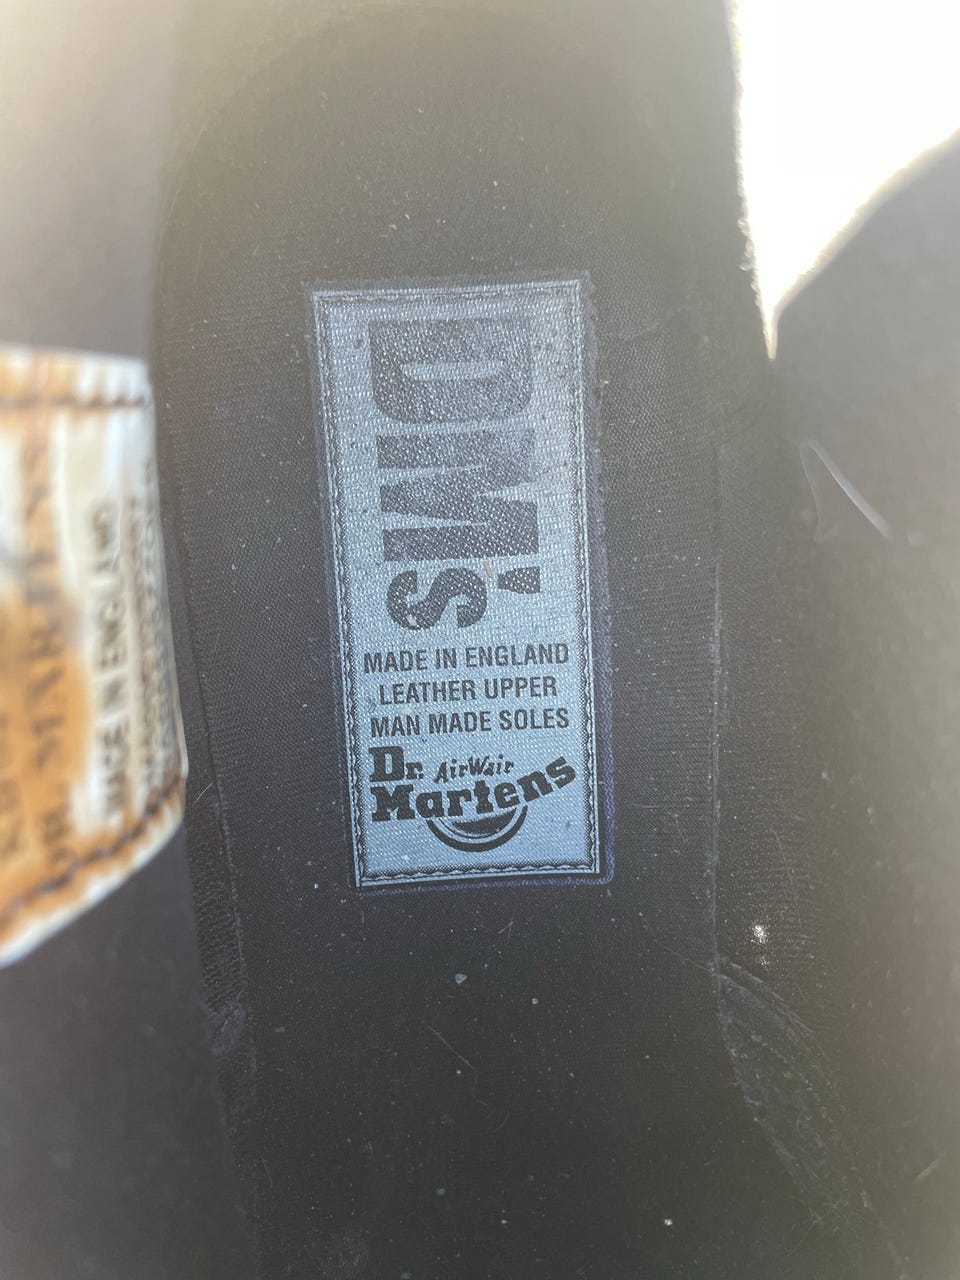 DM's
MADE IN ENGLAND
LEATHER UPPER
MAN MADE SOLES
Dr. AirWair
Martens
MADE IN ENGLAND